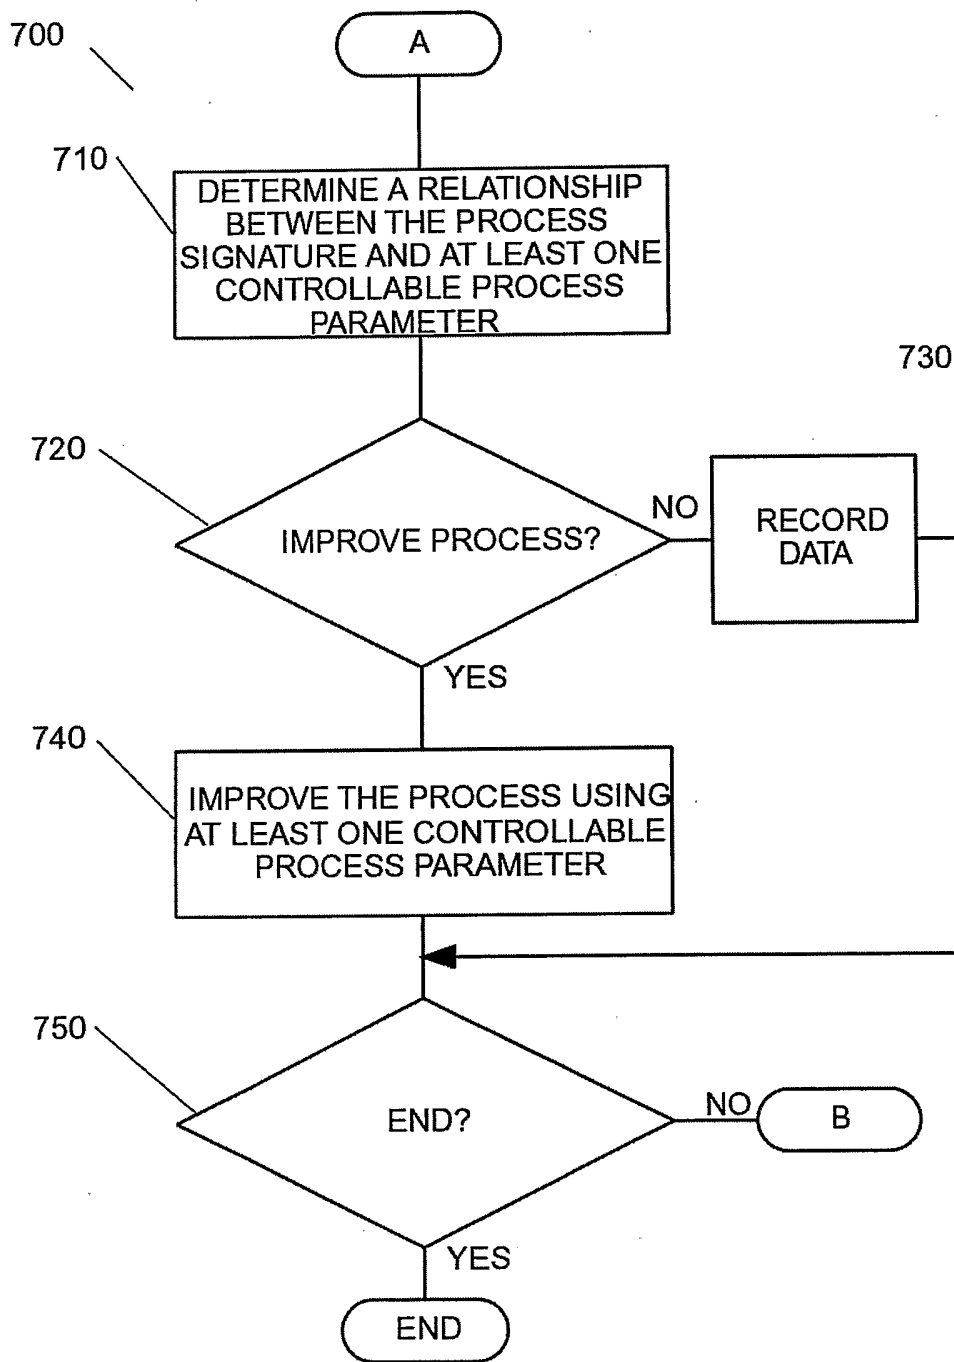 700
A
710
DETERMINE A RELATIONSHIP
BETWEEN THE PROCESS
SIGNATURE AND AT LEAST ONE
CONTROLLABLE PROCESS
PARAMETER
730
720
IMPROVE PROCESS?
NO
RECORD
DATA
YES
740
IMPROVE THE PROCESS USING
AT LEAST ONE CONTROLLABLE
PROCESS PARAMETER
750
END?
NO
B
YES
END